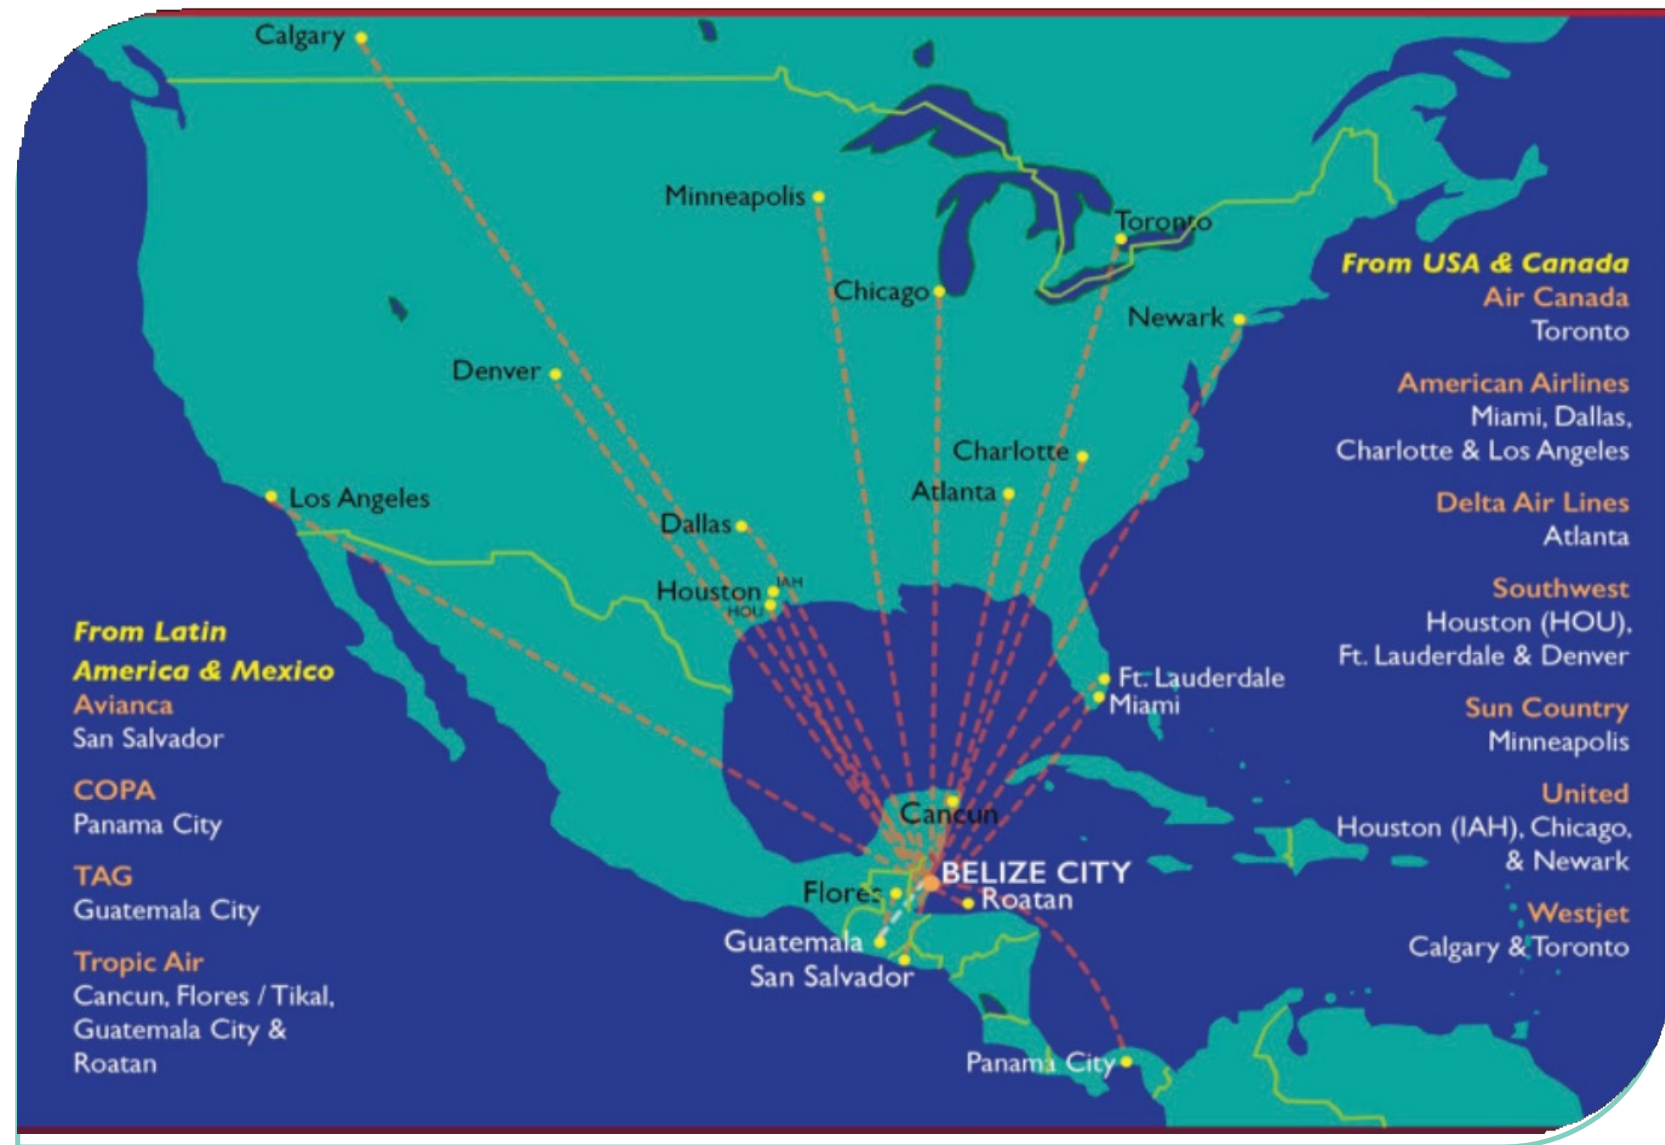 Calgary
Minneapolis
Toronto
Chicago
Newark
Denver
Charlotte
Atlanta
Los Angeles
Dallas
Houston IAH
HOU
Ft. Lauderdale
Miami
Cancun
BELIZE CITY
Flores
Roatan
Guatemala
San Salvador
Panama City
From USA & Canada
Air Canada
Toronto
American Airlines
Miami, Dallas,
Charlotte & Los Angeles
Delta Air Lines
Atlanta
Southwest
Houston (HOU),
Ft. Lauderdale & Denver
Sun Country
Minneapolis
United
Houston (IAH), Chicago,
& Newark
Westjet
Calgary & Toronto
From Latin
America & Mexico
Avianca
San Salvador
COPA
Panama City
TAG
Guatemala City
Tropic Air
Cancun, Flores / Tikal,
Guatemala City &
Roatan